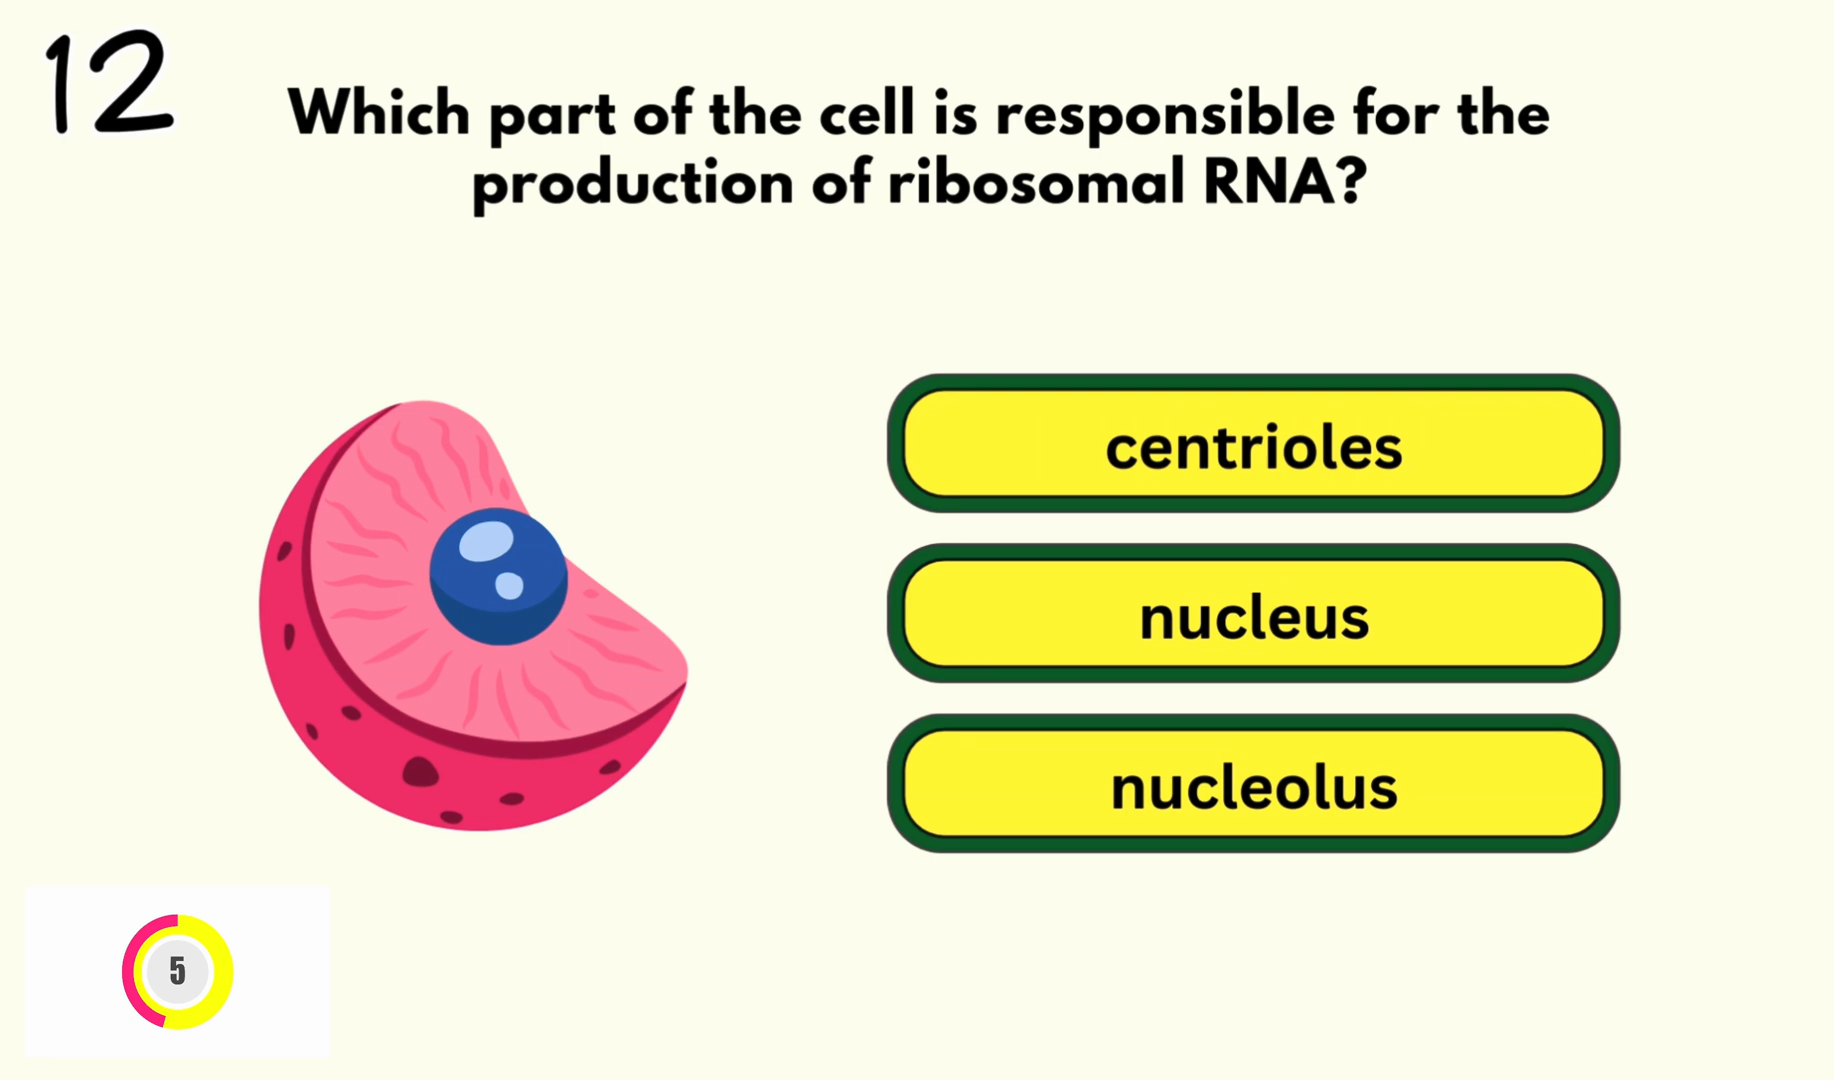 12
Which part of the cell is responsible for the
production of ribosomal RNA?
centrioles
nucleus
nucleolus
5